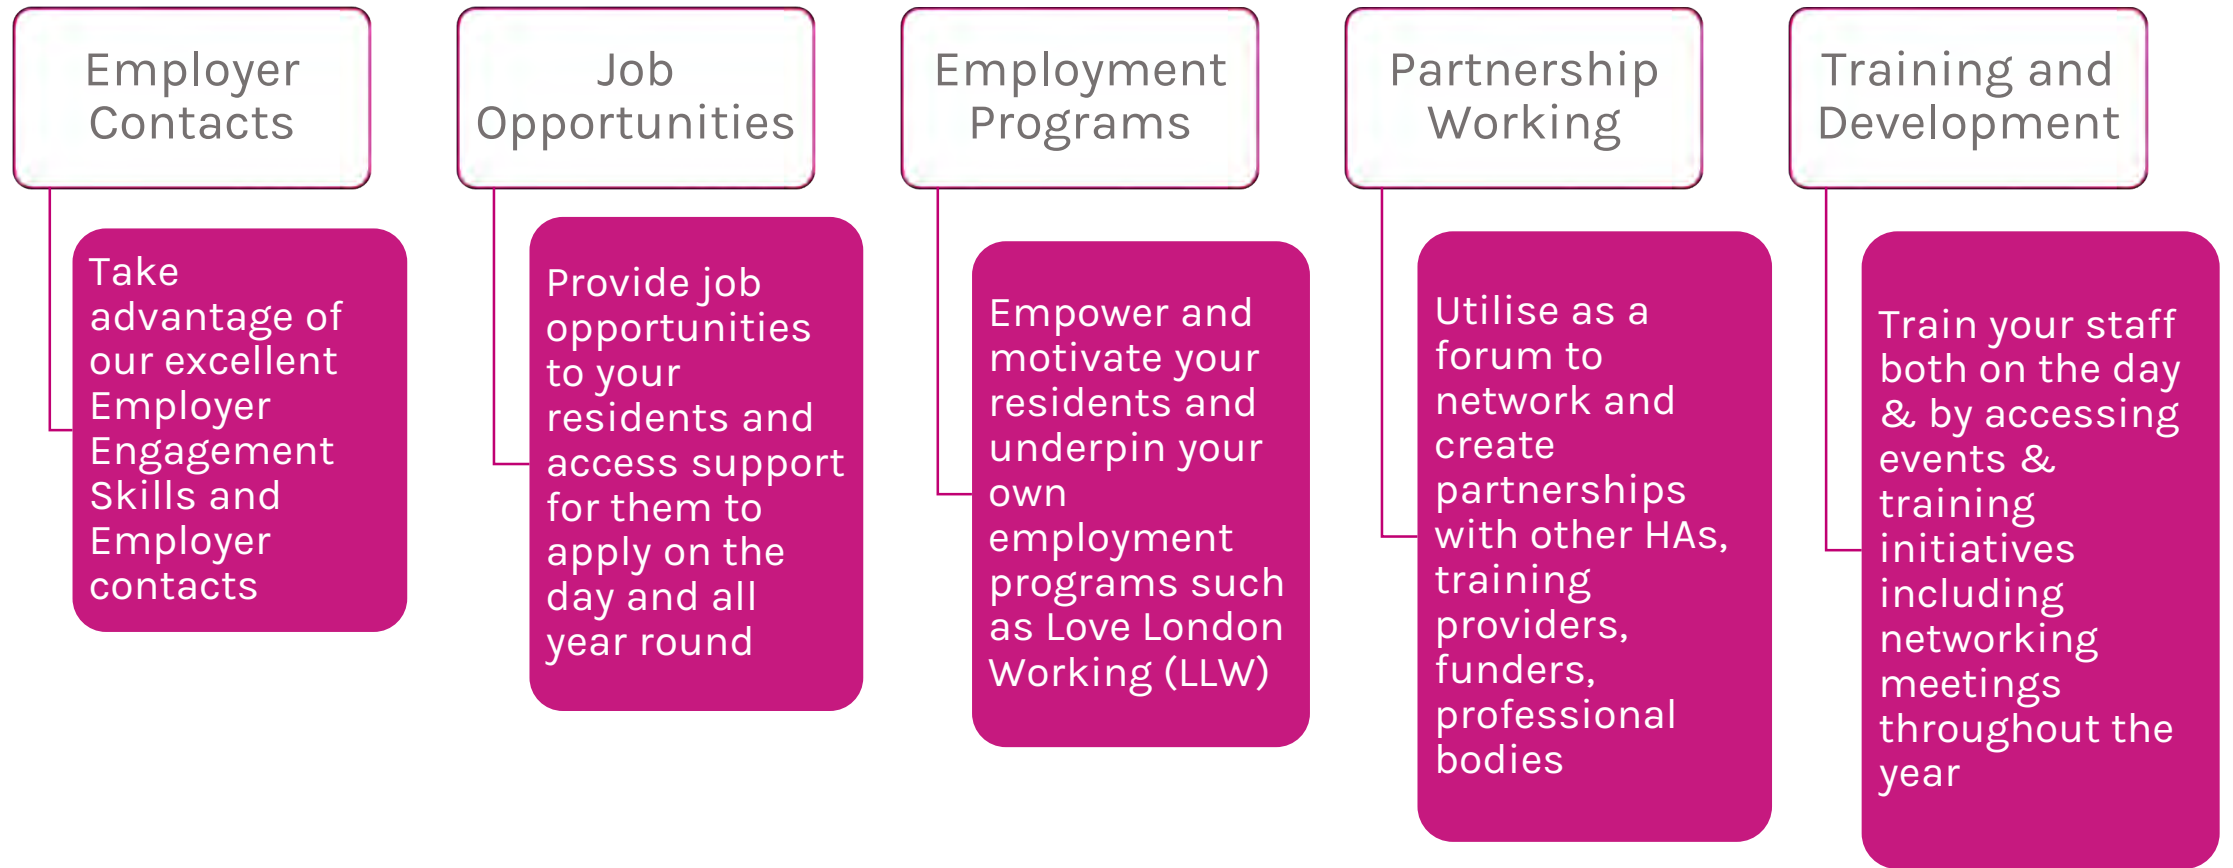 Employer
Contacts
Take
advantage of
our excellent
Employer
Engagement
Skills and
Employer
contacts
Job
Opportunities
Provide job
opportunities
to your
residents and
access support
for them to
apply on the
day and all
year round
Employment
Programs
Empower and
motivate your
residents and
underpin your
own
employment
programs such
as Love London
Working (LLW)
Partnership
Working
Utilise as a
forum to
network and
create
partnerships
with other HAs,
training
providers,
funders,
professional
bodies
Training and
Development
Train your staff
both on the day
& by accessing
events &
training
initiatives
including
networking
meetings
throughout the
year